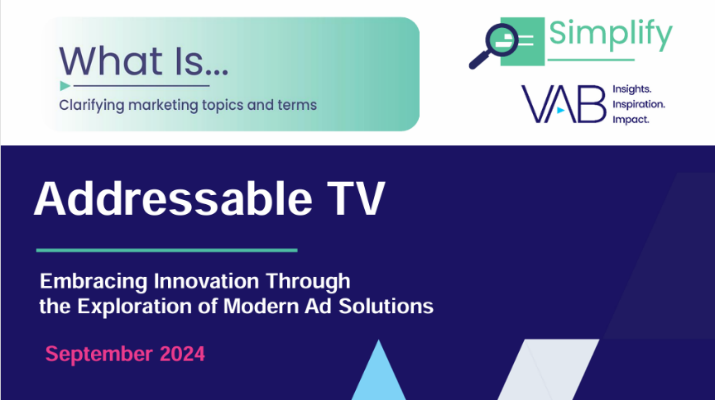 What Is...
Clarifying marketing topics and terms
Simplify
VAB
Insights.
Inspiration.
Impact.
Addressable TV
Embracing Innovation Through
the Exploration of Modern Ad Solutions
September 2024